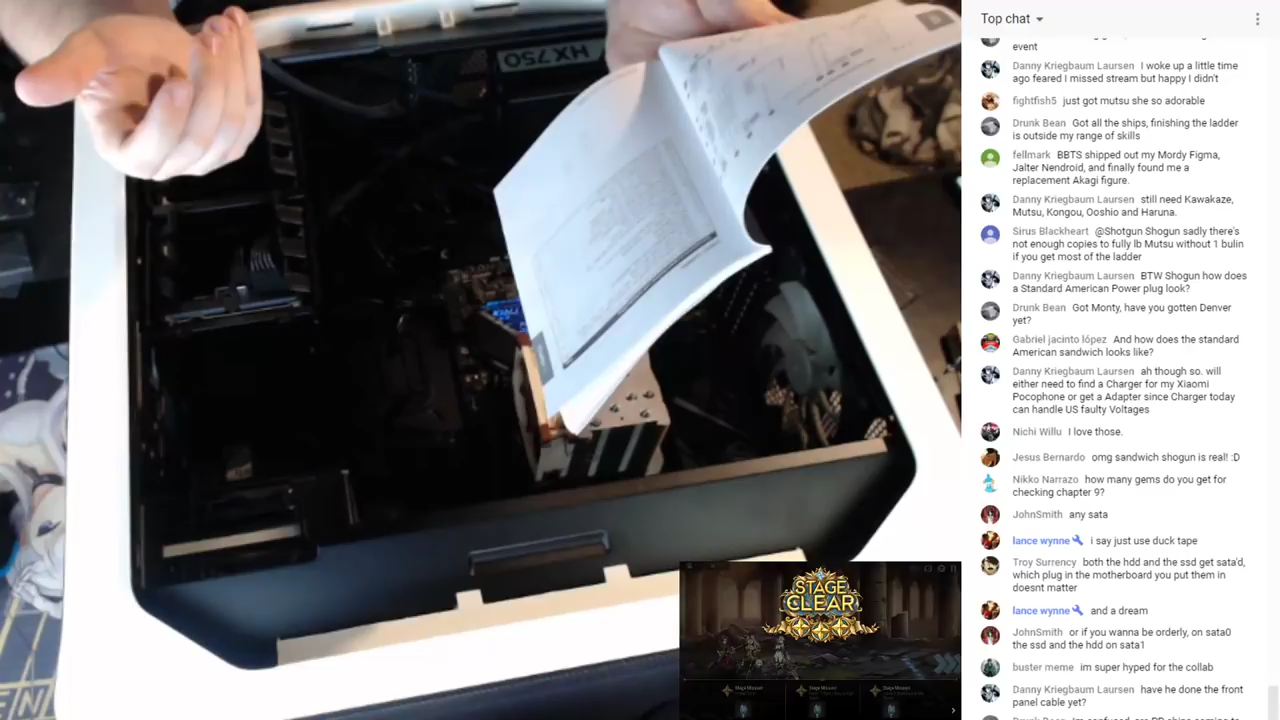 HX750
STAGE
CLEAR
Top chat
event
Danny Kriegbaum Laursen I woke up a little time
ago feared I missed stream but happy I didn't
fightfish5 just got mutsu she so adorable
Drunk Bean Got all the ships, finishing the ladder
is outside my range of skills
fellmark BBTS shipped out my Mordy Figma,
Jalter Nendroid, and finally found me a
replacement Akagi figure.
Danny Kriegbaum Laursen still need Kawakaze,
Mutsu, Kongou, Ooshio and Haruna.
Sirus Blackheart @Shotgun Shogun sadly there's
not enough copies to fully lb Mutsu without 1 bulin
if you get most of the ladder
Danny Kriegbaum Laursen BTW Shogun how does
a Standard American Power plug look?
Drunk Bean Got Monty, have you gotten Denver
yet?
Gabriel jacinto lópez And how does the standard
American sandwich looks like?
Danny Kriegbaum Laursen ah though so. will
either need to find a Charger for my Xiaomi
Pocophone or get a Adapter since Charger today
can handle US faulty Voltages
Nichi Willu I love those.
Jesus Bernardo omg sandwich shogun is real! :D
Nikko Narrazo how many gems do you get for
checking chapter 9?
JohnSmith any sata
lance wynne i say just use duck tape
Troy Surrency both the hdd and the ssd get sata'd,
which plug in the motherboard you put them in
doesnt matter
lance wynne and a dream
JohnSmith or if you wanna be orderly, on sata0
the ssd and the hdd on sata1
buster meme im super hyped for the collab
Danny Kriegbaum Laursen have he done the front
panel cable yet?